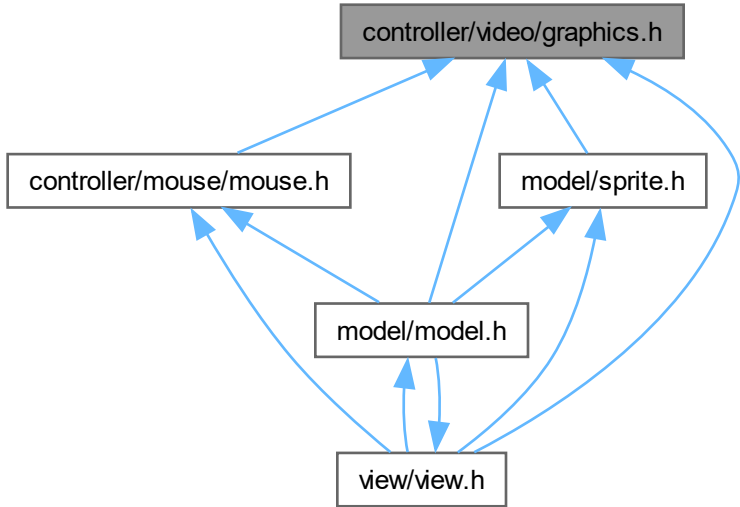 controller/video/graphics.h
controller/mouse/mouse.h
model/sprite.h
model/model.h
view/view.h